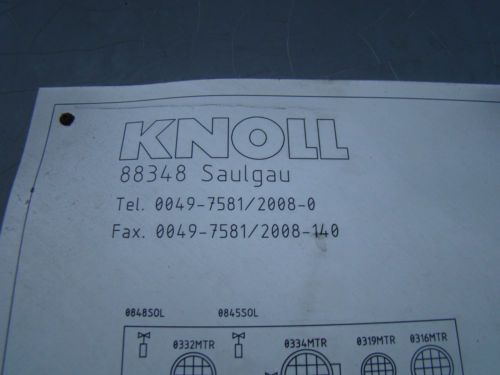 KNOLL
88348 Saulgau
Tel. 0049-7581/2008-0
Fax. 0049-7581/2008-140
0848SOL 0845SOL
0332MTR 0334MTR 0319MTR 0316MTR